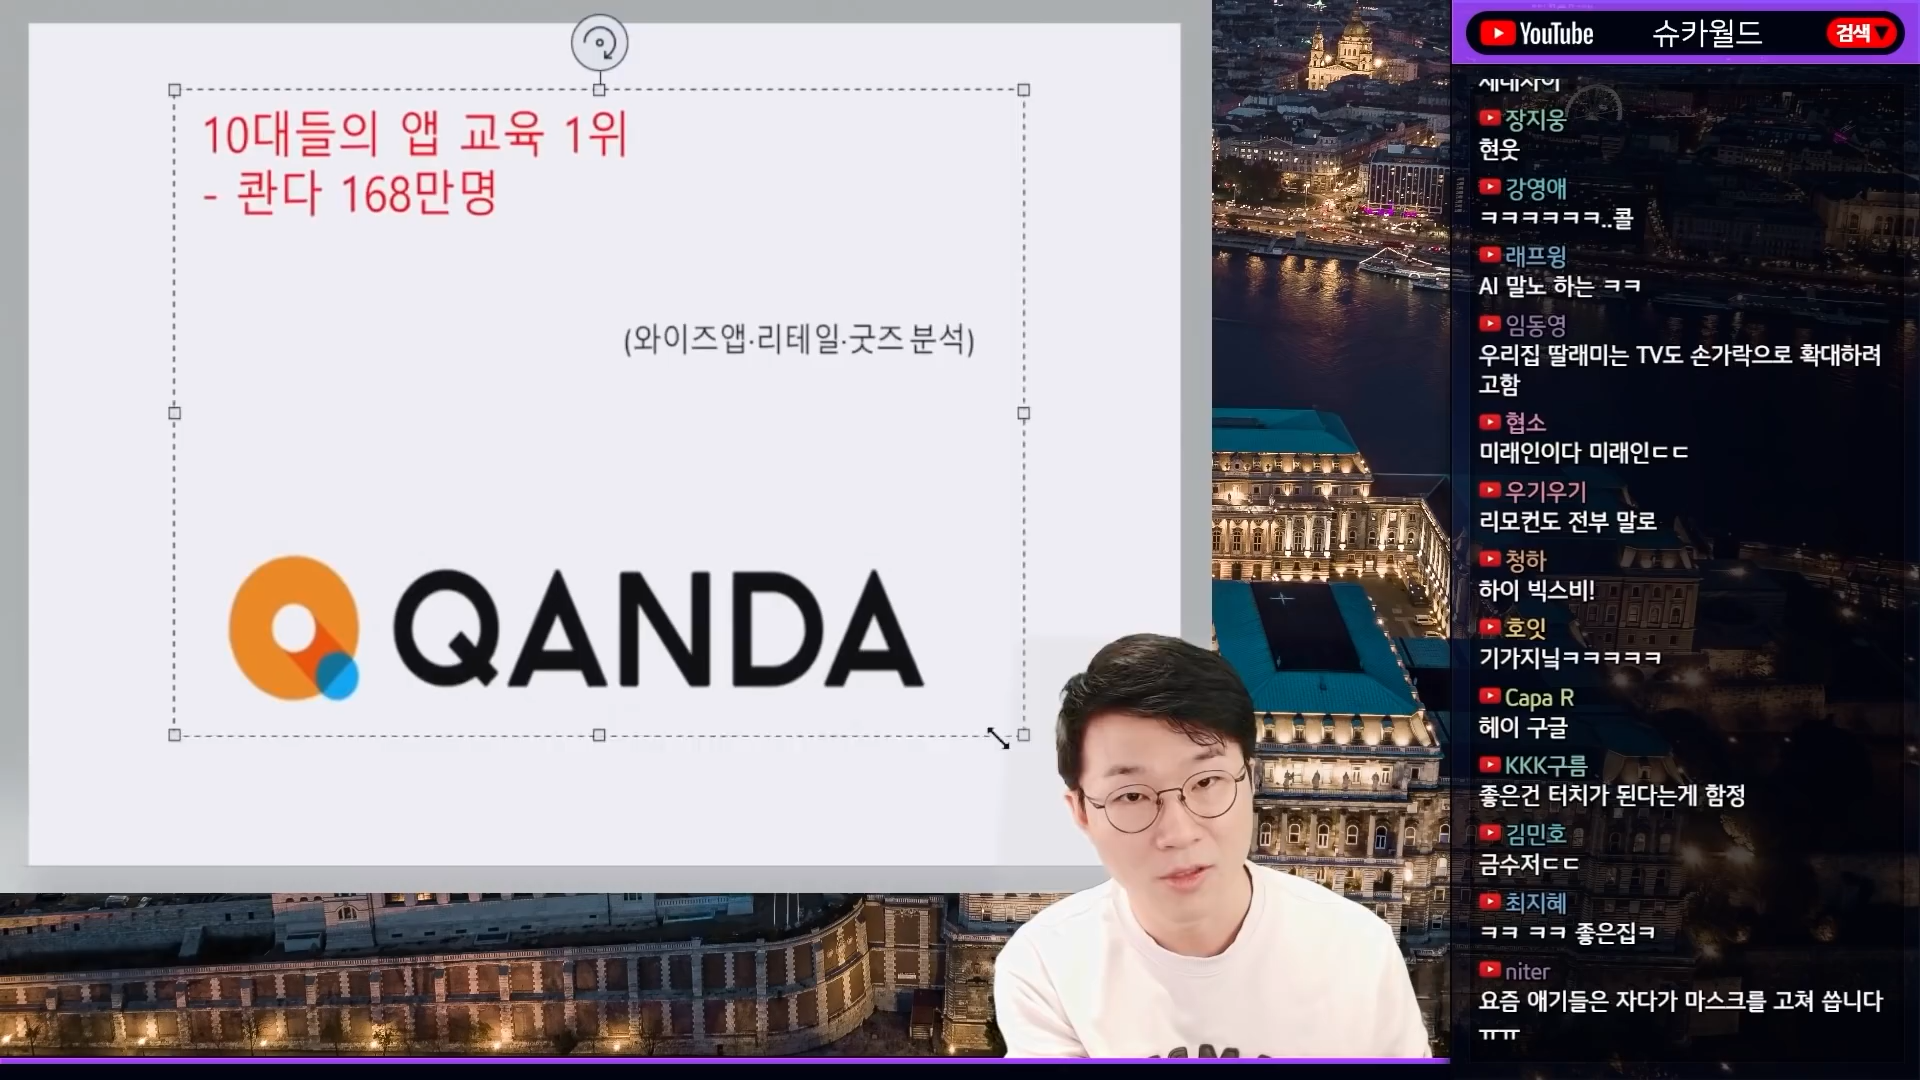 10대들의 앱 교육 1위
- 콴다 168만명
(와이즈앱·리테일·굿즈 분석)
QANDA
YouTube 슈카월드 검색▼
세대차이
장지웅
현웃
강영애
ㅋㅋㅋㅋㅋㅋ..콜
래프윙
AI 말노 하는 ㅋㅋ
임동영
우리집 딸래미는 TV도 손가락으로 확대하려
고함
협소
미래인이다 미래인ㄷㄷ
우기우기
리모컨도 전부 말로
청하
하이 빅스비!
호잇
기가지닠ㅋㅋㅋㅋㅋ
Capa R
헤이 구글
KKK구름
좋은건 터치가 된다는게 함정
김민호
금수저ㄷㄷ
최지혜
ㅋㅋ ㅋㅋ 좋은집ㅋ
niter
요즘 애기들은 자다가 마스크를 고쳐 씁니다
ㅠㅠ